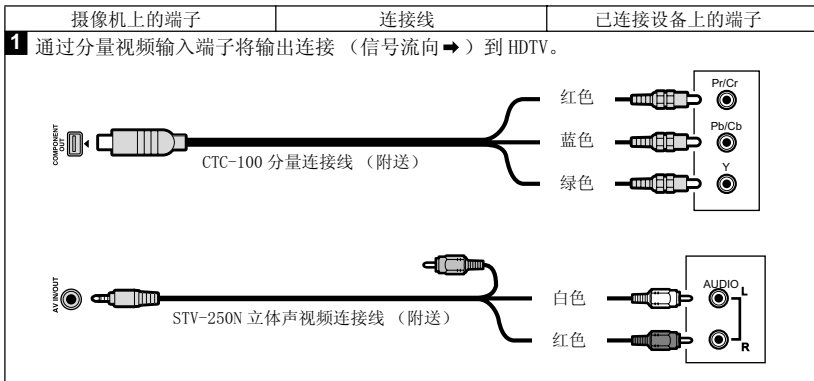 摄像机上的端子 连接线 已连接设备上的端子
1 通过分量视频输入端子将输出连接 （信号流向➡）到 HDTV。
COMPONENT
OUT
红色
蓝色
绿色
Pr/Cr
Pb/Cb
Y
CTC-100 分量连接线 （附送）
AV IN/OUT
STV-250N 立体声视频连接线 （附送）
白色
红色
AUDIO
L
R